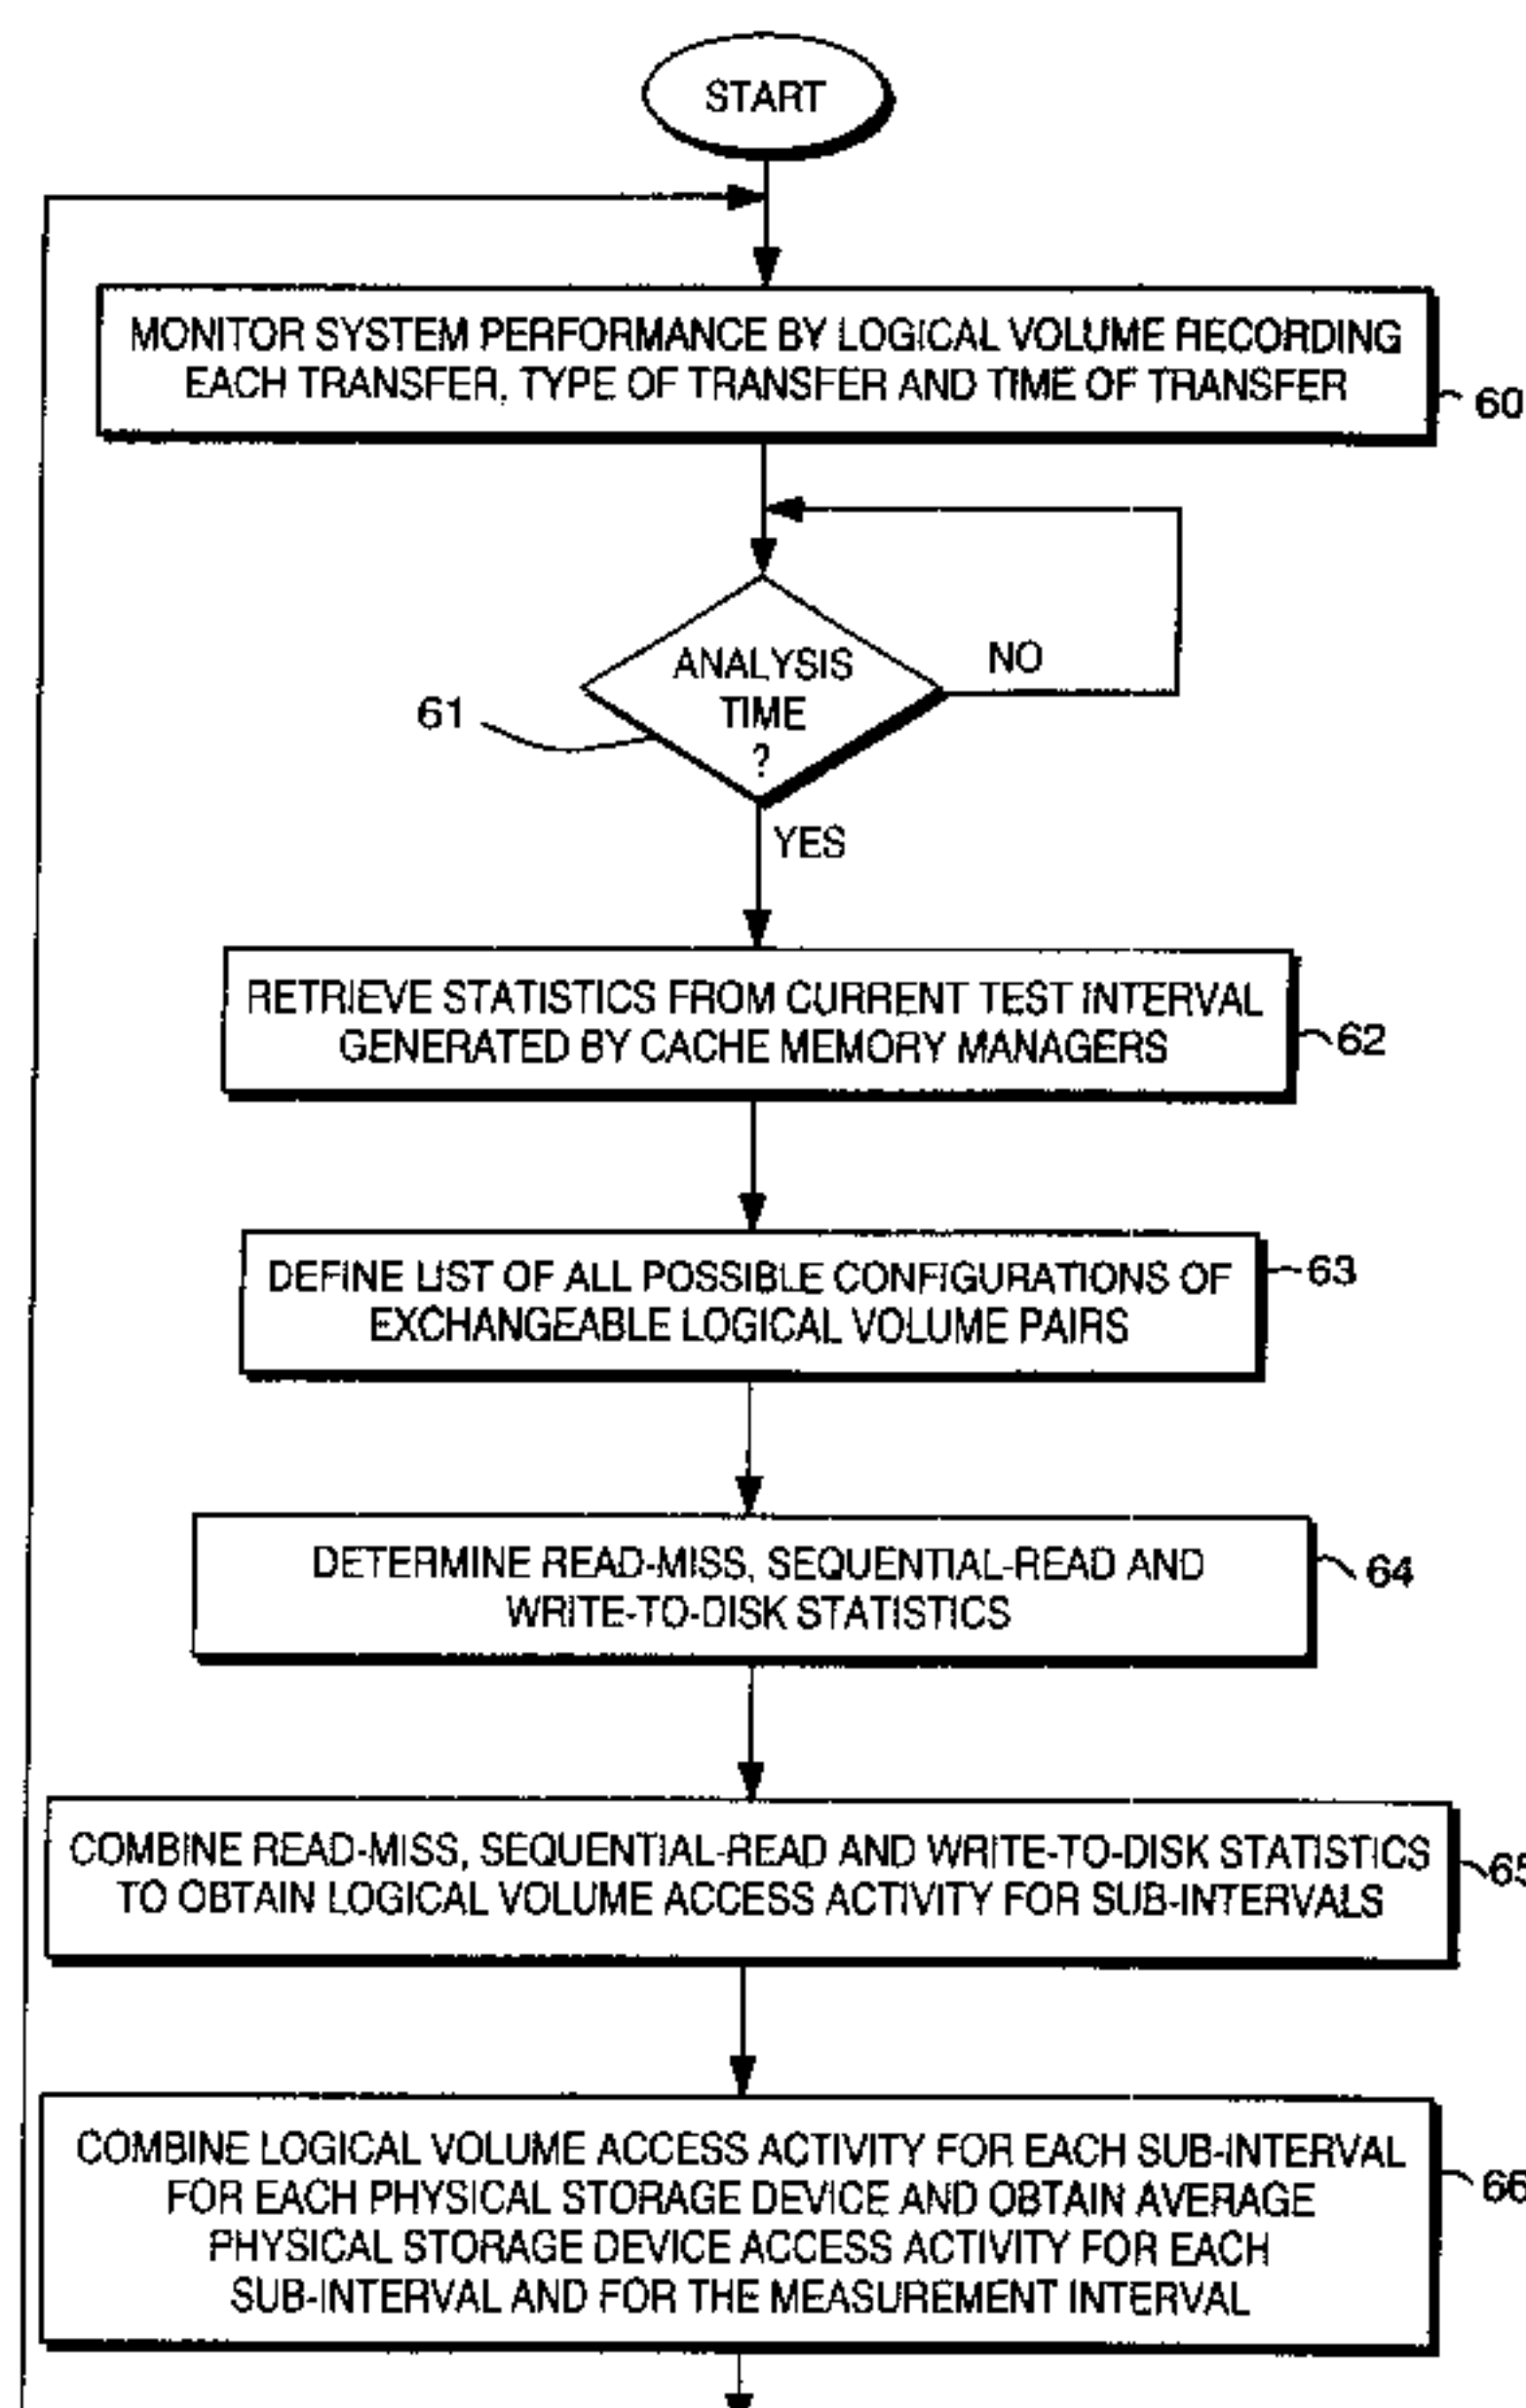 START
MONITOR SYSTEM PERFORMANCE BY LOGICAL VOLUME RECORDING
EACH TRANSFER, TYPE OF TRANSFER AND TIME OF TRANSFER
60
ANALYSIS
TIME
?
NO
61
YES
RETRIEVE STATISTICS FROM CURRENT TEST INTERVAL
GENERATED BY CACHE MEMORY MANAGERS
62
DEFINE LIST OF ALL POSSIBLE CONFIGURATIONS OF
EXCHANGEABLE LOGICAL VOLUME PAIRS
63
DETERMINE READ-MISS, SEQUENTIAL-READ AND
WRITE-TO-DISK STATISTICS
64
COMBINE READ-MISS, SEQUENTIAL-READ AND WRITE-TO-DISK STATISTICS
TO OBTAIN LOGICAL VOLUME ACCESS ACTIVITY FOR SUB-INTERVALS
65
COMBINE LOGICAL VOLUME ACCESS ACTIVITY FOR EACH SUB-INTERVAL
FOR EACH PHYSICAL STORAGE DEVICE AND OBTAIN AVERAGE
PHYSICAL STORAGE DEVICE ACCESS ACTIVITY FOR EACH
SUB-INTERVAL AND FOR THE MEASUREMENT INTERVAL
66